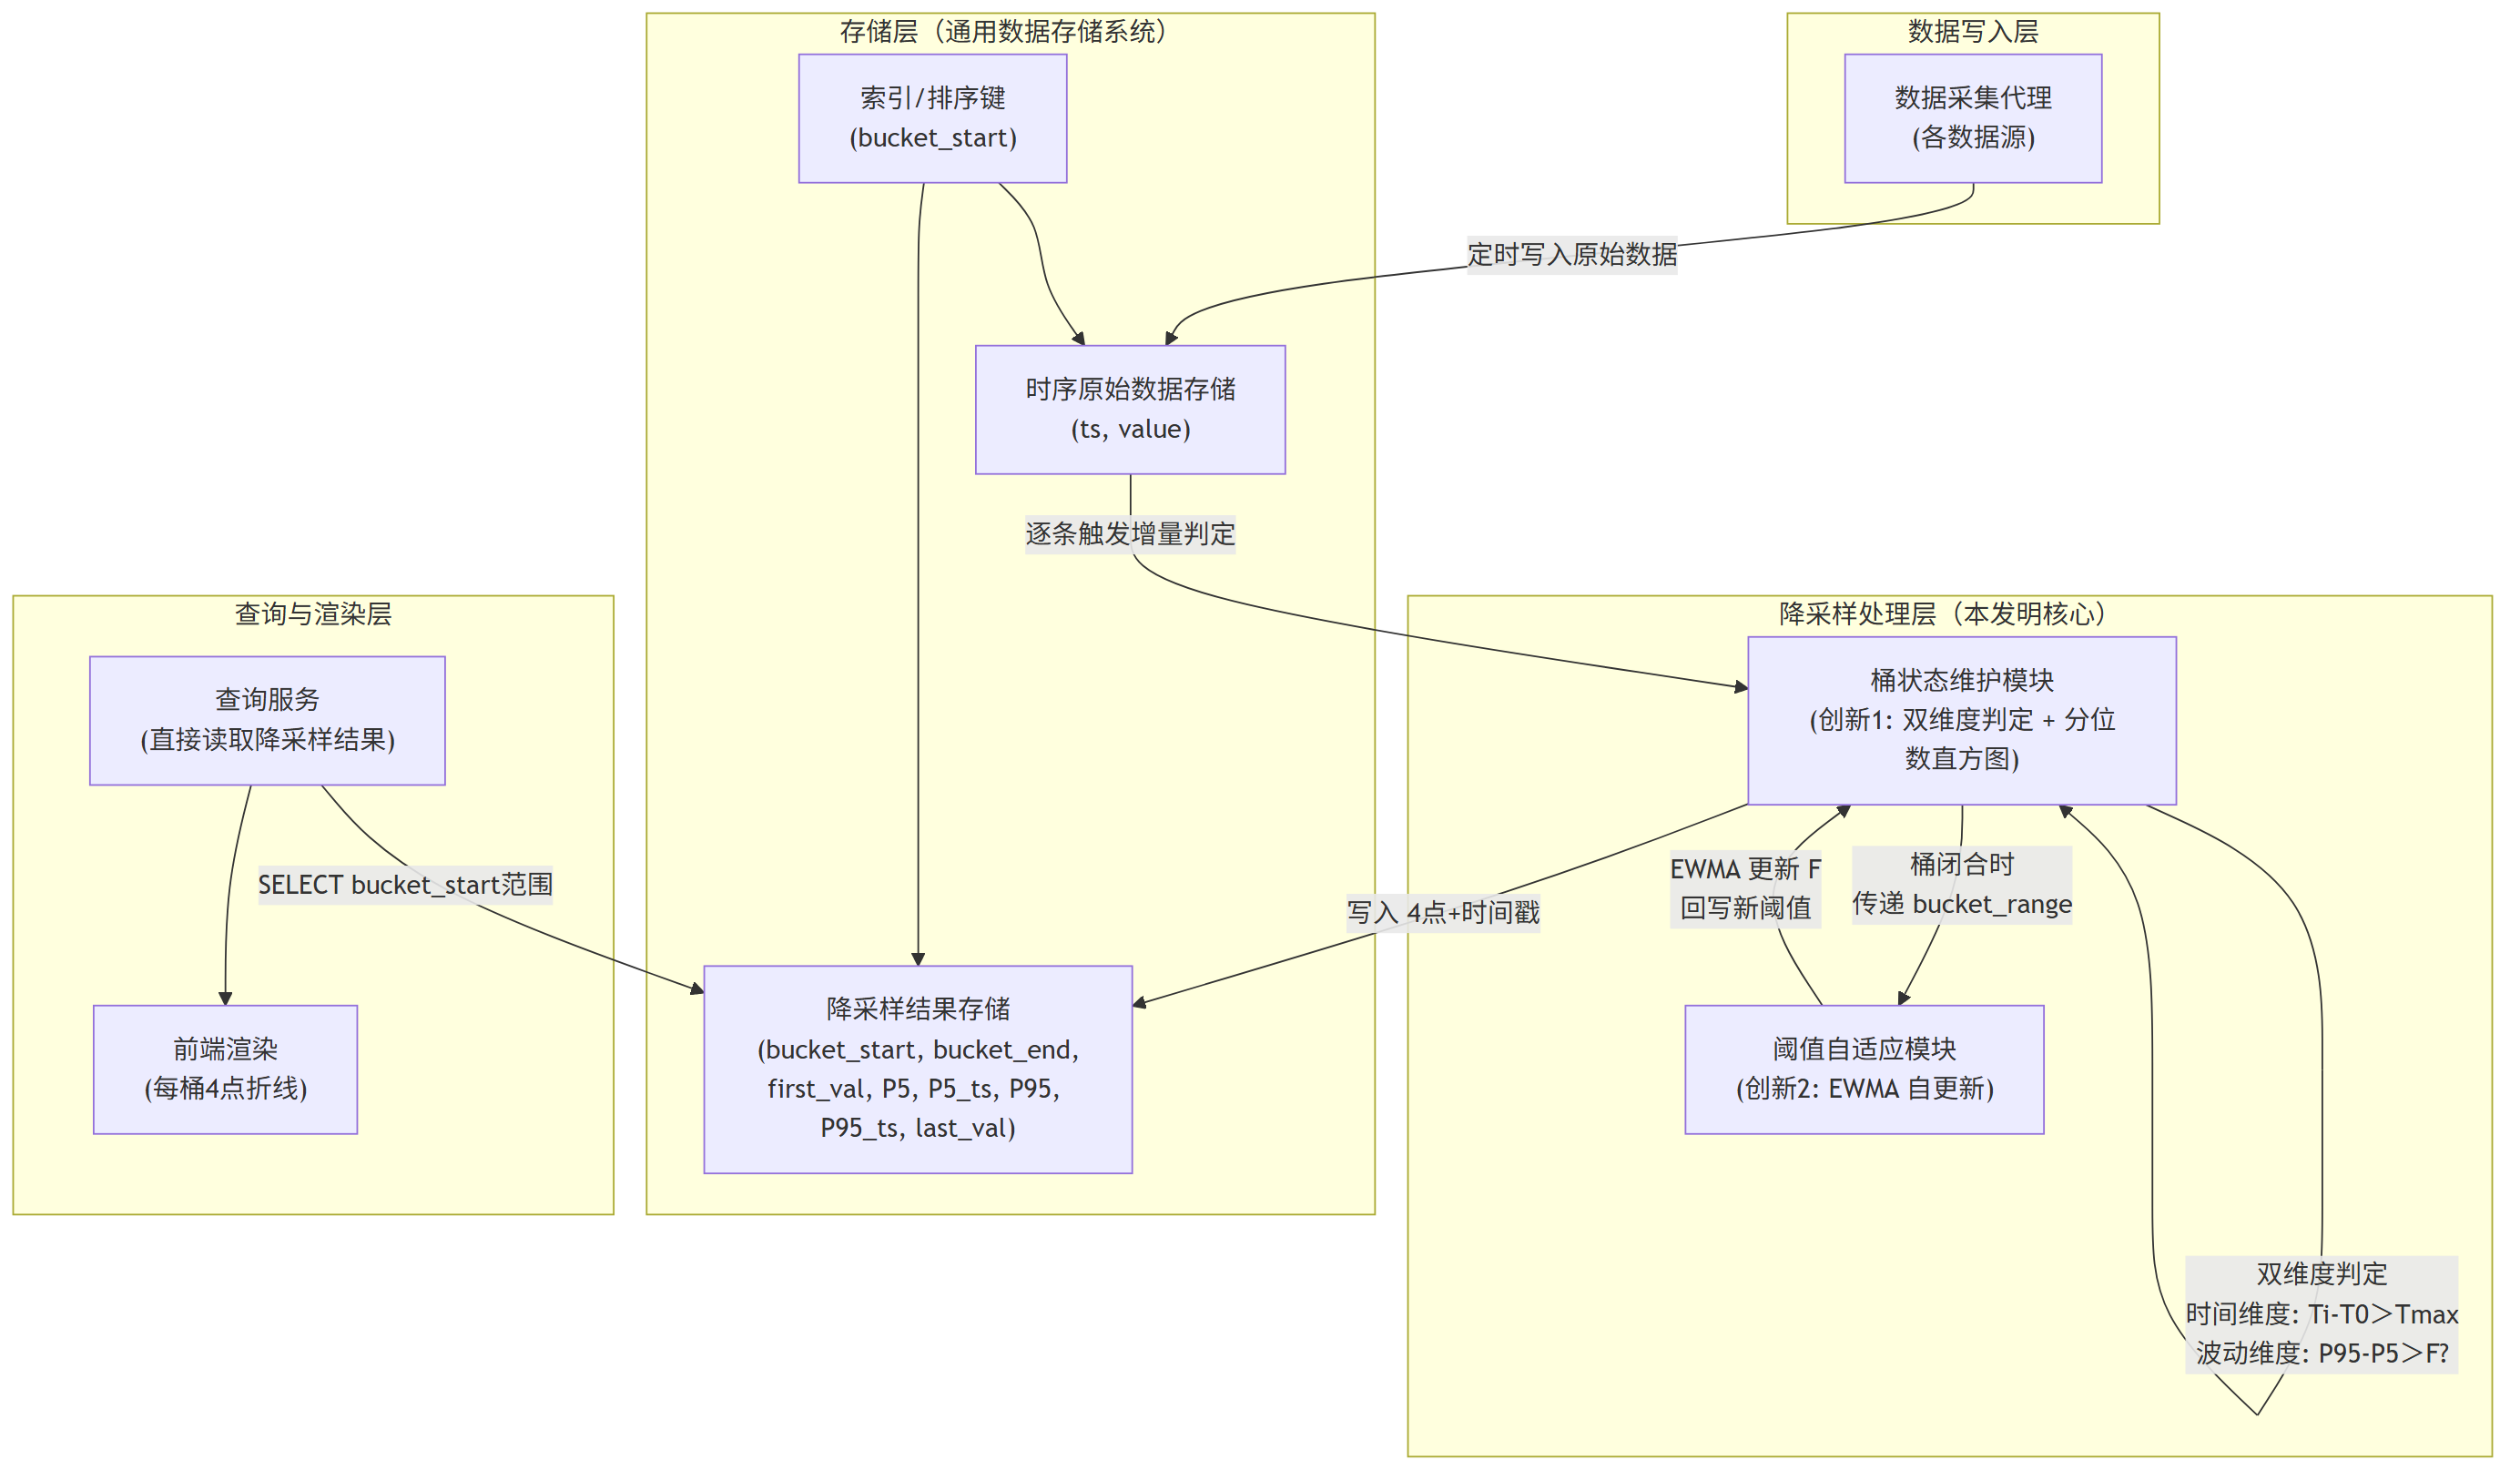 存储层（通用数据存储系统）
索引/排序键
(bucket_start)
数据写入层
数据采集代理
(各数据源)
定时写入原始数据
时序原始数据存储
(ts, value)
逐条触发增量判定
查询与渲染层
查询服务
(直接读取降采样结果)
SELECT bucket_start范围
前端渲染
(每桶4点折线)
降采样结果存储
(bucket_start, bucket_end,
first_val, P5, P5_ts, P95,
P95_ts, last_val)
写入 4点+时间戳
降采样处理层（本发明核心）
桶状态维护模块
(创新1: 双维度判定 + 分位
数直方图)
EWMA 更新 F
回写新阈值
桶闭合时
传递 bucket_range
阈值自适应模块
(创新2: EWMA 自更新)
双维度判定
时间维度: Ti-T0＞Tmax
波动维度: P95-P5＞F?